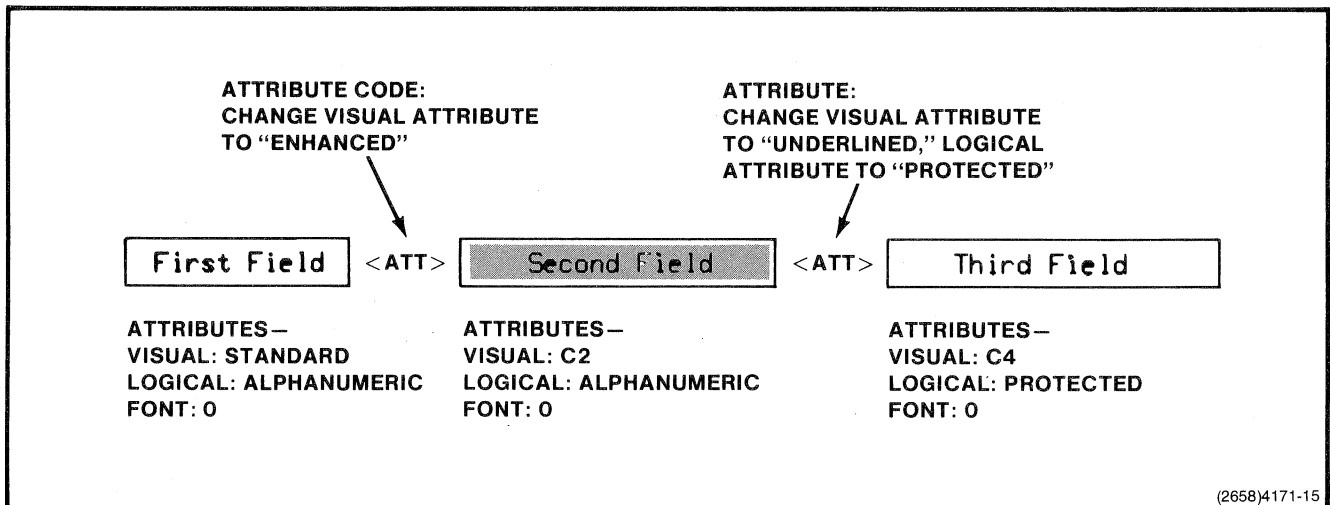 ATTRIBUTE CODE:
CHANGE VISUAL ATTRIBUTE
TO “ENHANCED”
ATTRIBUTE:
CHANGE VISUAL ATTRIBUTE
TO “UNDERLINED,” LOGICAL
ATTRIBUTE TO “PROTECTED”
First Field <ATT> Second Field <ATT> Third Field
ATTRIBUTES—
VISUAL: STANDARD
LOGICAL: ALPHANUMERIC
FONT: 0
ATTRIBUTES—
VISUAL: C2
LOGICAL: ALPHANUMERIC
FONT: 0
ATTRIBUTES—
VISUAL: C4
LOGICAL: PROTECTED
FONT: 0
(2658)4171-15